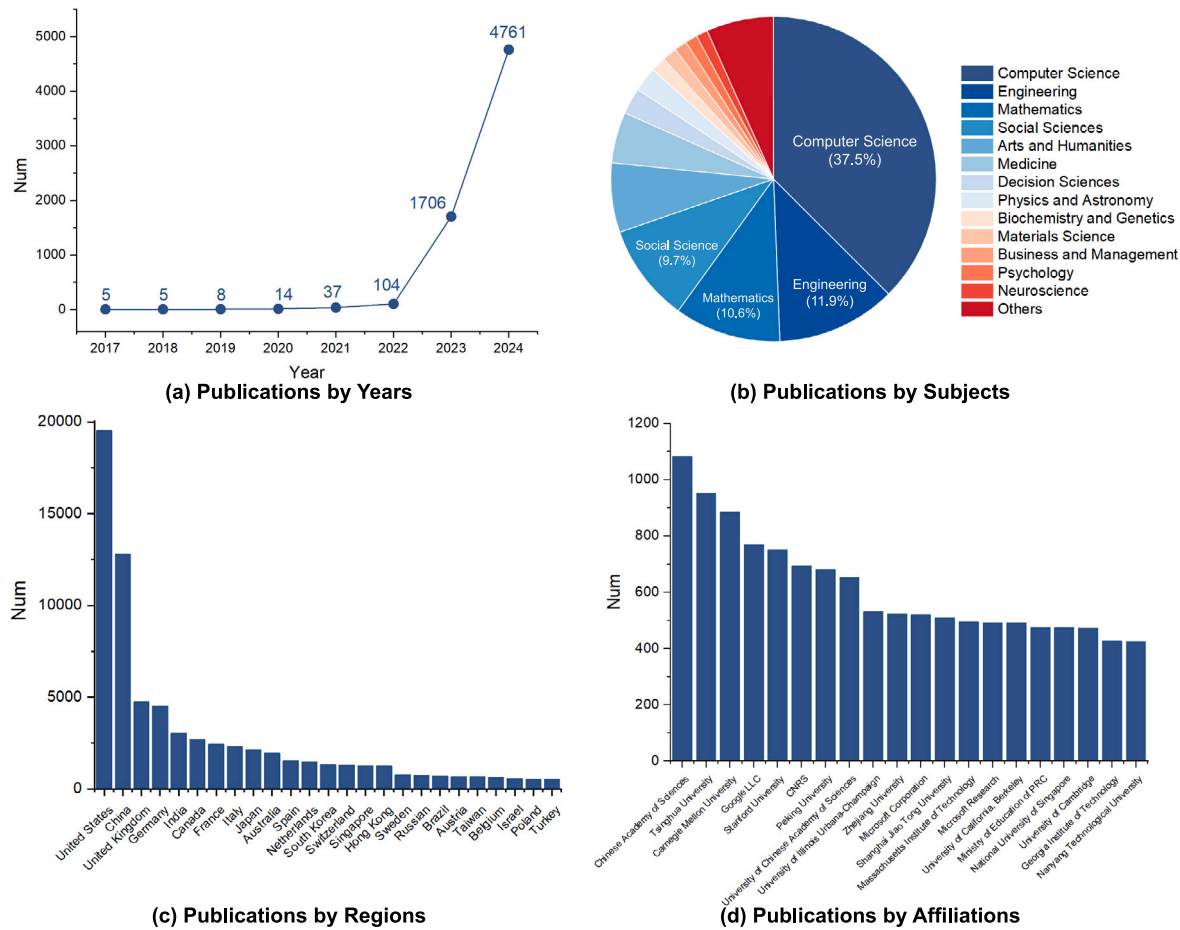 5000
4000
3000
2000
1000
0
Num
5
5
8
14
37
104
1706
4761
2017
2018
2019
2020
2021
2022
2023
2024
Year
(a) Publications by Years
Computer Science
(37.5%)
Engineering
(11.9%)
Mathematics
(10.6%)
Social Science
(9.7%)
Computer Science
Engineering
Mathematics
Social Sciences
Arts and Humanities
Medicine
Decision Sciences
Physics and Astronomy
Biochemistry and Genetics
Materials Science
Business and Management
Psychology
Neuroscience
Others
(b) Publications by Subjects
20000
15000
10000
5000
0
Num
United States
China
United Kingdom
Germany
India
Canada
France
Italy
Japan
Australia
Spain
Netherlands
South Korea
Switzerland
Singapore
Hong Kong
Sweden
Russian
Brazil
Austria
Taiwan
Belgium
Israel
Poland
Turkey
(c) Publications by Regions
1200
1000
800
600
400
200
0
Num
Chinese Academy of Sciences
Tsinghua University
Carnegie Mellon University
Google LLC
Stanford University
CNRS
Peking University
University of Chinese Academy of Sciences
University of Illinois Urbana-Champaign
Zhejiang University
Microsoft Corporation
Shanghai Jiao Tong University
Massachusetts Institute of Technology
Microsoft Research
University of California, Berkeley
Ministry of Education of PRC
National University of Singapore
University of Cambridge
Georgia Institute of Technology
Nanyang Technological University
(d) Publications by Affiliations